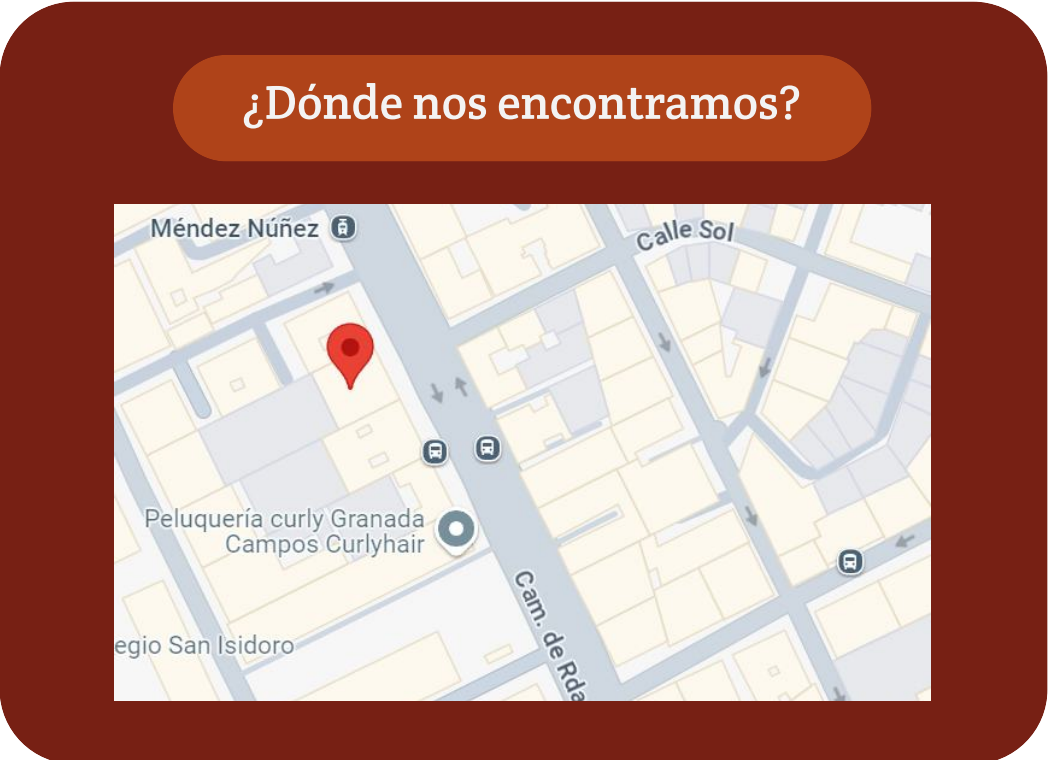 ¿Dónde nos encontramos?
Méndez Núñez
Calle Sol
Peluquería curly Granada
Campos Curlyhair
Cam. de Rda
egio San Isidoro